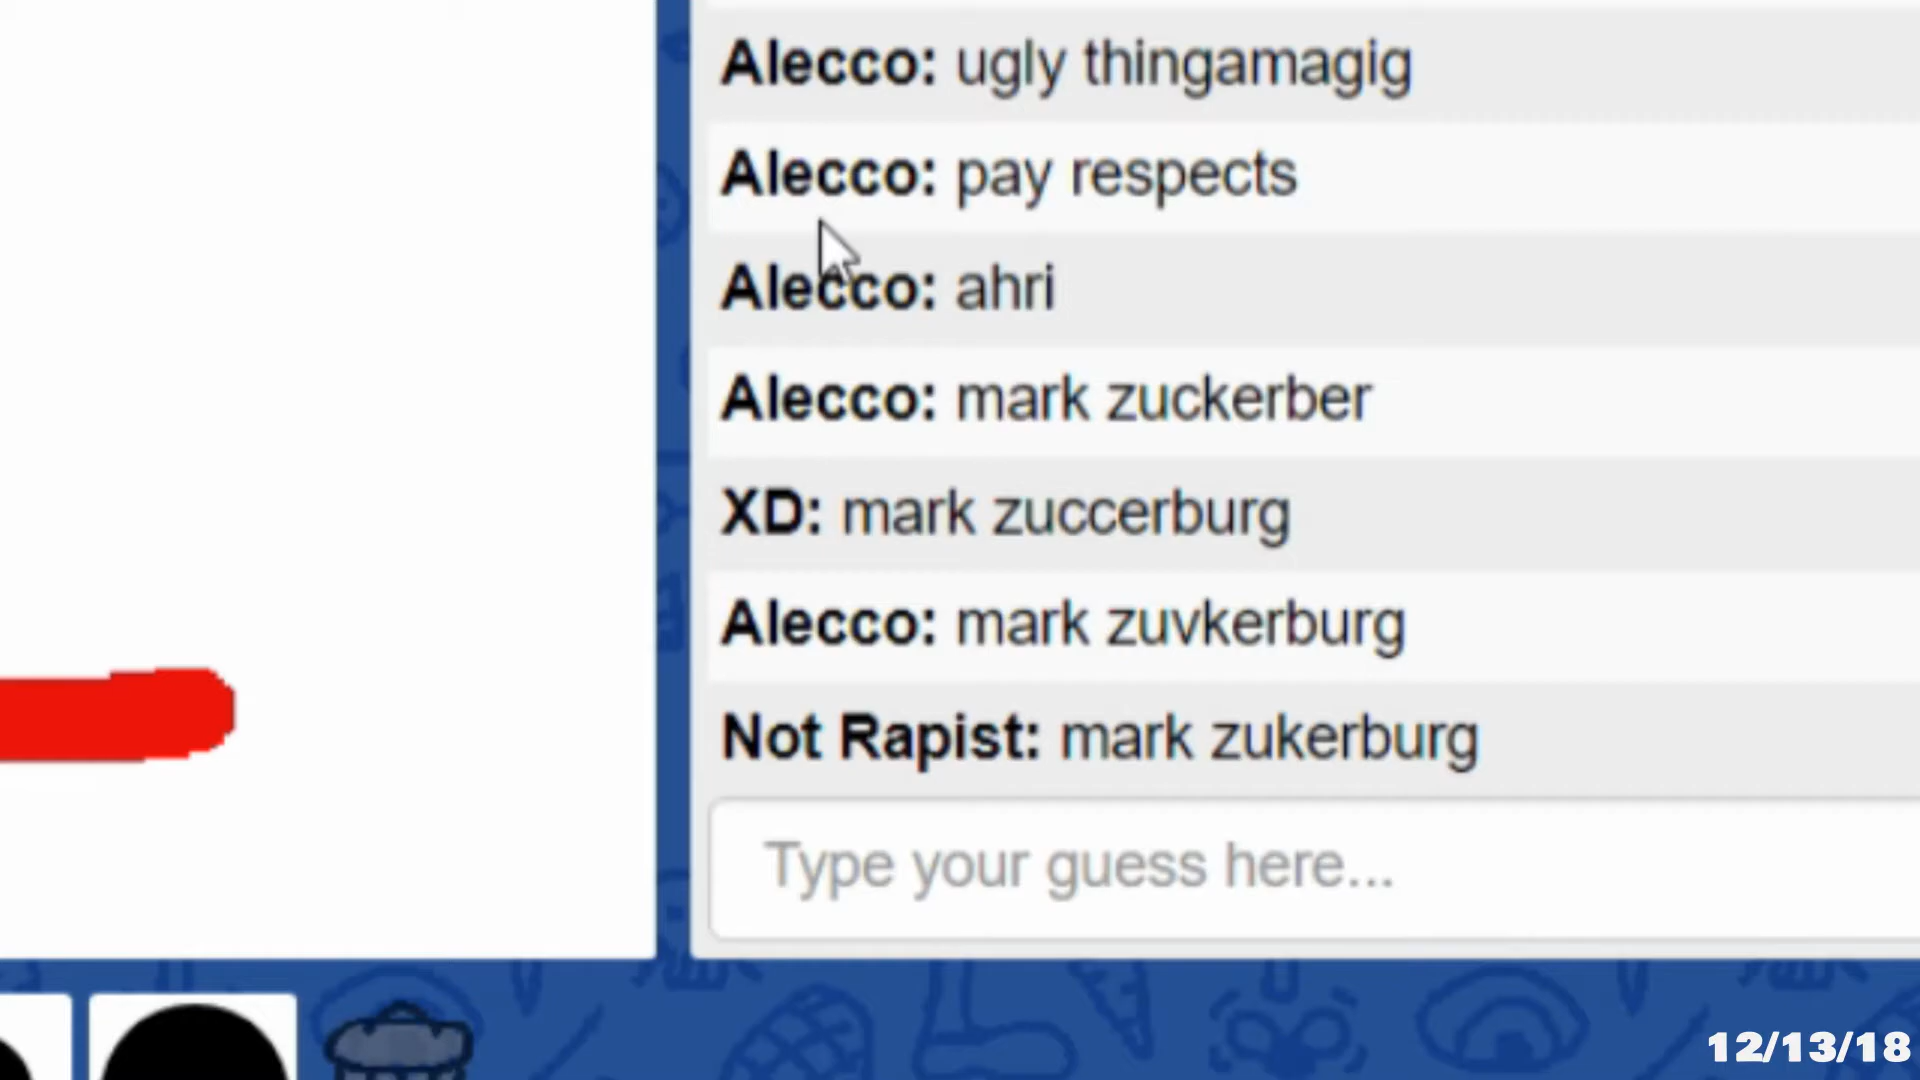 Alecco: ugly thingamagig
Alecco: pay respects
Alecco: ahri
Alecco: mark zuckerber
XD: mark zuccerburg
Alecco: mark zuvkerburg
Not Rapist: mark zukerburg
Type your guess here...
12/13/18